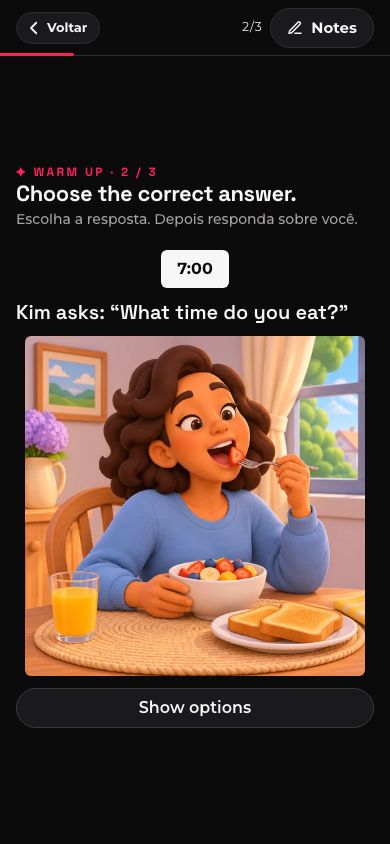 Voltar
2/3
Notes
WARM UP · 2 / 3
Choose the correct answer.
Escolha a resposta. Depois responda sobre você.
7:00
Kim asks: “What time do you eat?”
Show options